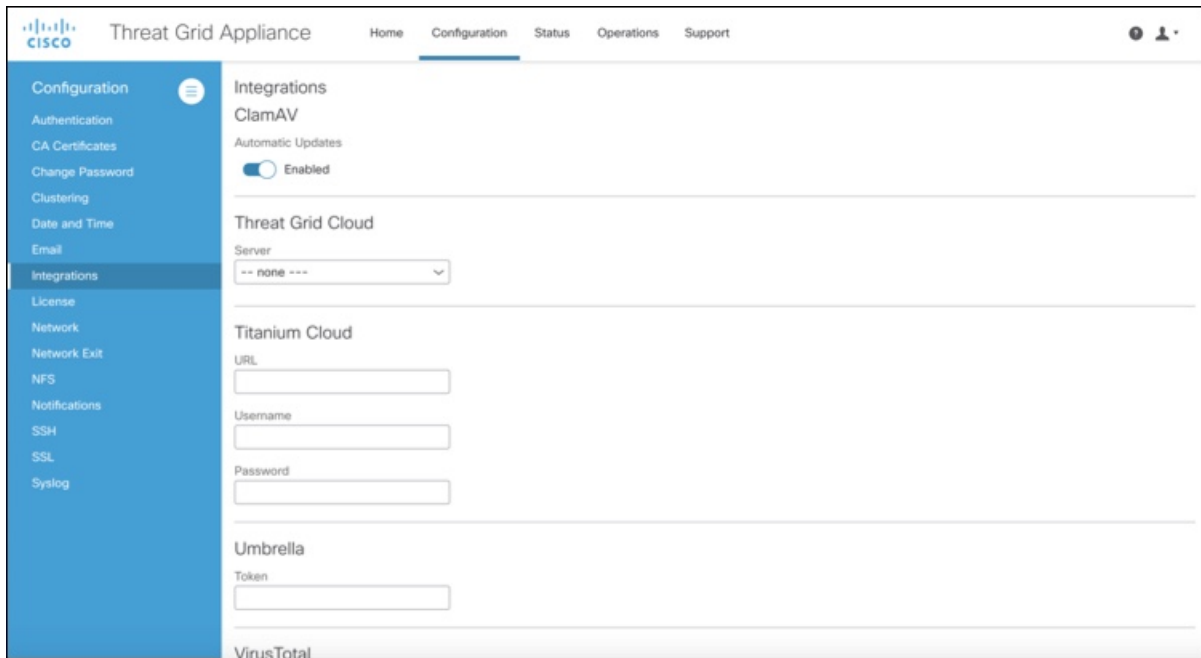 CISCO
Threat Grid Appliance
Home Configuration Status Operations Support
Configuration
Authentication
CA Certificates
Change Password
Clustering
Date and Time
Email
Integrations
License
Network
Network Exit
NFS
Notifications
SSH
SSL
Syslog
Integrations
ClamAV
Automatic Updates
Enabled
Threat Grid Cloud
Server
-- none ---
Titanium Cloud
URL
Username
Password
Umbrella
Token
VirusTotal